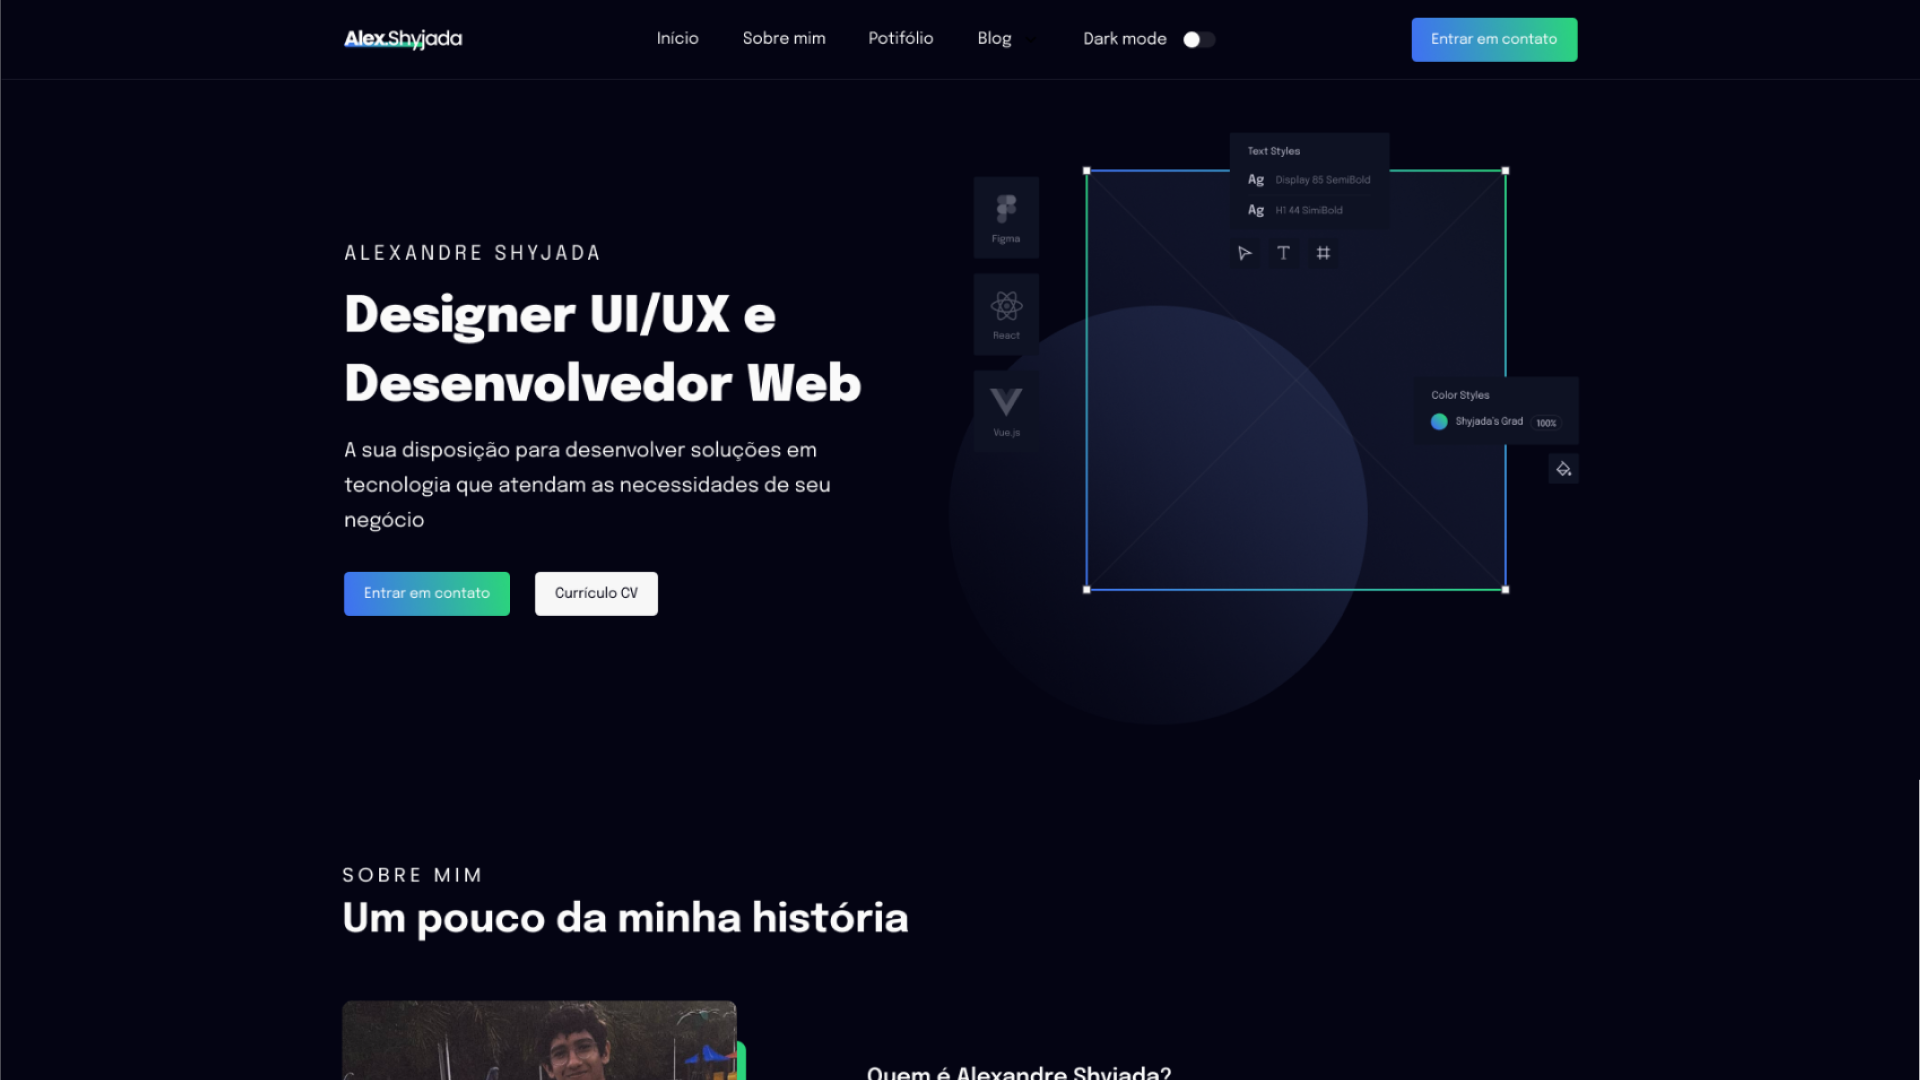 Alex.Shyjada
Início
Sobre mim
Potifólio
Blog
Dark mode
Entrar em contato
ALEXANDRE SHYJADA
Designer UI/UX e
Desenvolvedor Web
A sua disposição para desenvolver soluções em
tecnologia que atendam as necessidades de seu
negócio
Entrar em contato
Currículo CV
Figma
React
Vue.js
Text Styles
Ag Display 85 SemiBold
Ag H1 44 SimiBold
Color Styles
Shyjada's Grad 100%
SOBRE MIM
Um pouco da minha história
Quem é Alexandre Shyjada?